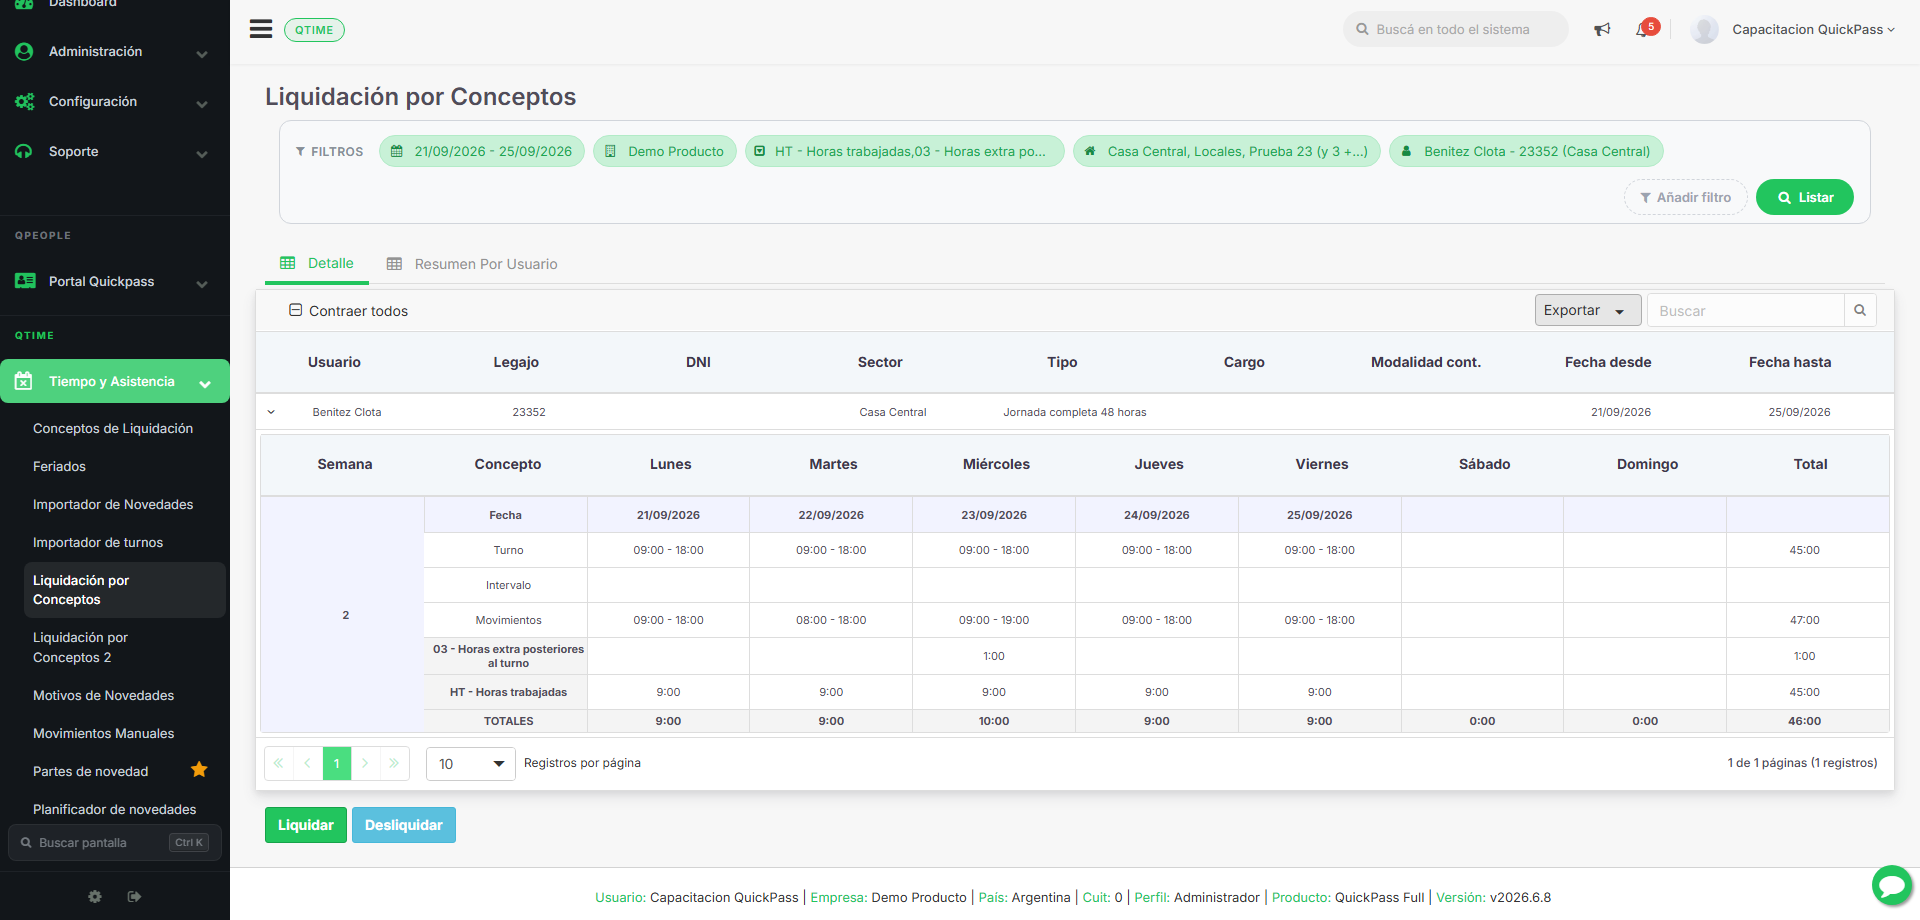 Dashboard
Administración
Configuración
Soporte
QPEOPLE
Portal Quickpass
QTIME
Tiempo y Asistencia
Conceptos de Liquidación
Feriados
Importador de Novedades
Importador de turnos
Liquidación por
Conceptos
Liquidación por
Conceptos 2
Motivos de Novedades
Movimientos Manuales
Partes de novedad
Planificador de novedades
Buscar pantalla Ctrl K
QTIME
Buscá en todo el sistema
5
Capacitacion QuickPass
Liquidación por Conceptos
FILTROS 21/09/2026 - 25/09/2026 Demo Producto HT - Horas trabajadas,03 - Horas extra po... Casa Central, Locales, Prueba 23 (y 3 +...) Benitez Clota - 23352 (Casa Central)
Añadir filtro Listar
Detalle Resumen Por Usuario
Contraer todos Exportar Buscar
Usuario Legajo DNI Sector Tipo Cargo Modalidad cont. Fecha desde Fecha hasta
Benitez Clota 23352 Casa Central Jornada completa 48 horas 21/09/2026 25/09/2026
Semana Concepto Lunes Martes Miércoles Jueves Viernes Sábado Domingo Total
Fecha 21/09/2026 22/09/2026 23/09/2026 24/09/2026 25/09/2026
Turno 09:00 - 18:00 09:00 - 18:00 09:00 - 18:00 09:00 - 18:00 09:00 - 18:00 45:00
Intervalo
2
Movimientos 09:00 - 18:00 08:00 - 18:00 09:00 - 19:00 09:00 - 18:00 09:00 - 18:00 47:00
03 - Horas extra posteriores
al turno 1:00 1:00
HT - Horas trabajadas 9:00 9:00 9:00 9:00 9:00 45:00
TOTALES 9:00 9:00 10:00 9:00 9:00 0:00 0:00 46:00
« ‹ 1 › » 10 Registros por página 1 de 1 páginas (1 registros)
Liquidar Desliquidar
Usuario: Capacitacion QuickPass | Empresa: Demo Producto | País: Argentina | Cuit: 0 | Perfil: Administrador | Producto: QuickPass Full | Versión: v2026.6.8